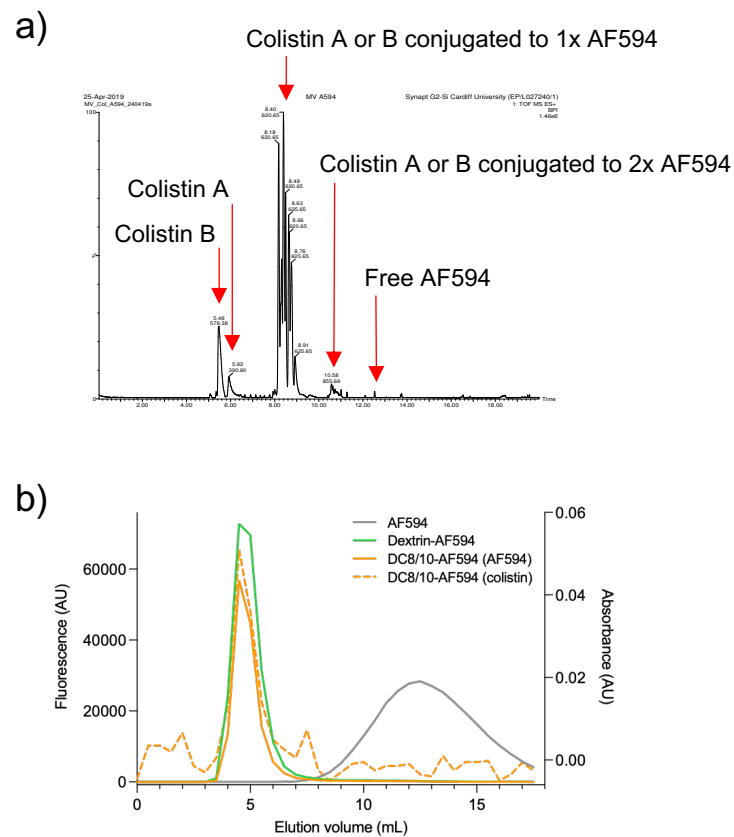 a)
Colistin A or B conjugated to 1x AF594
25-Apr-2019
MV_Col_A594_240419a
MV A594
Synapt G2-Si Cardiff University (EP/L027240/1)
1: TOF MS ES+
BPI
1.46e6
100
%
0
8.40
620.65
8.18
620.65
8.49
620.65
8.63
625.65
8.66
620.65
8.76
625.65
8.91
625.65
Colistin A or B conjugated to 2x AF594
Colistin A
Colistin B
Free AF594
5.48
578.38
5.92
390.60
10.58
855.69
2.00 4.00 6.00 8.00 10.00 12.00 14.00 16.00 18.00
Time
b)
AF594
Dextrin-AF594
DC8/10-AF594 (AF594)
DC8/10-AF594 (colistin)
Fluorescence (AU)
60000
40000
20000
0
Absorbance (AU)
0.06
0.04
0.02
0.00
0 5 10 15
Elution volume (mL)